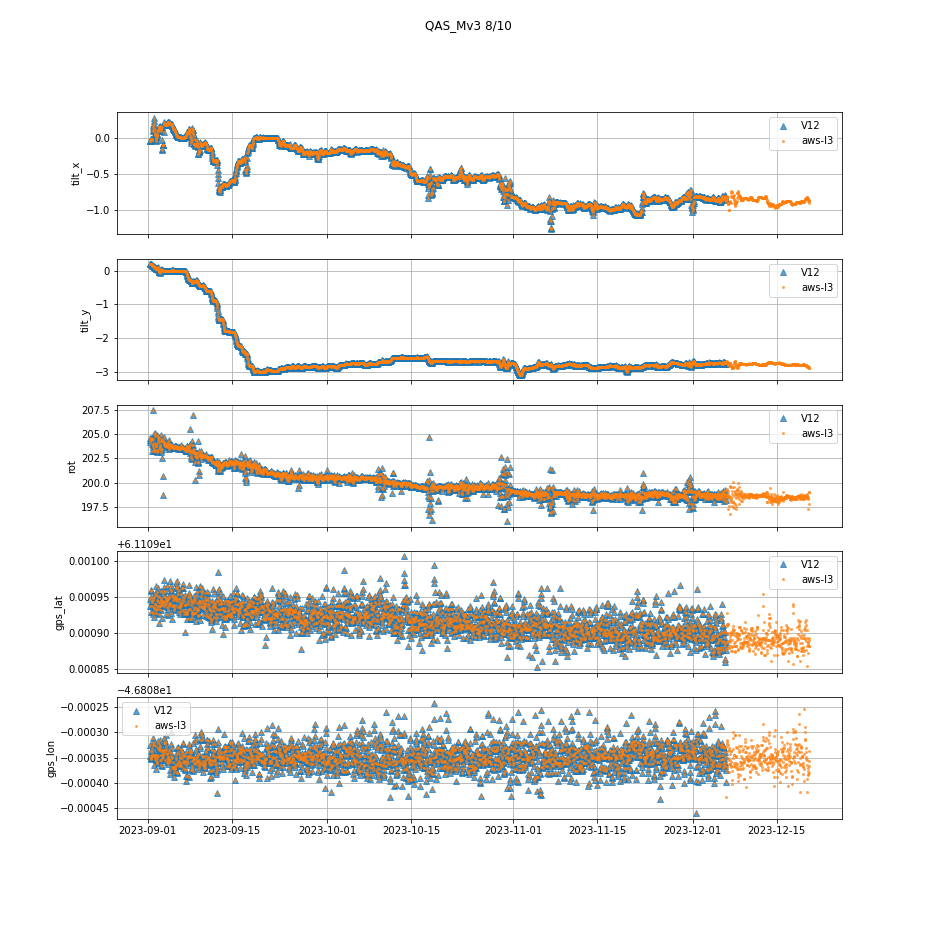 QAS_Mv3 8/10
V12
aws-l3
0.0
−0.5
−1.0
tilt_x
V12
aws-l3
0
−1
−2
−3
tilt_y
V12
aws-l3
207.5
205.0
202.5
200.0
197.5
rot
+6.1109e1
V12
aws-l3
0.00100
0.00095
0.00090
0.00085
gps_lat
−4.6808e1
V12
aws-l3
−0.00025
−0.00030
−0.00035
−0.00040
−0.00045
gps_lon
2023-09-01 2023-09-15 2023-10-01 2023-10-15 2023-11-01 2023-11-15 2023-12-01 2023-12-15